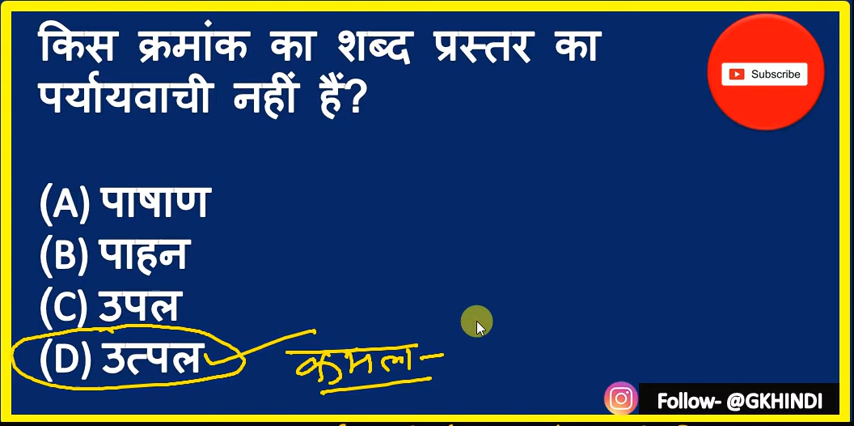 किस क्रमांक का शब्द प्रस्तर का
पर्यायवाची नहीं हैं?
Subscribe
(A) पाषाण
(B) पाहन
(C) उपल
(D) उत्पल
कमल
Follow- @GKHINDI